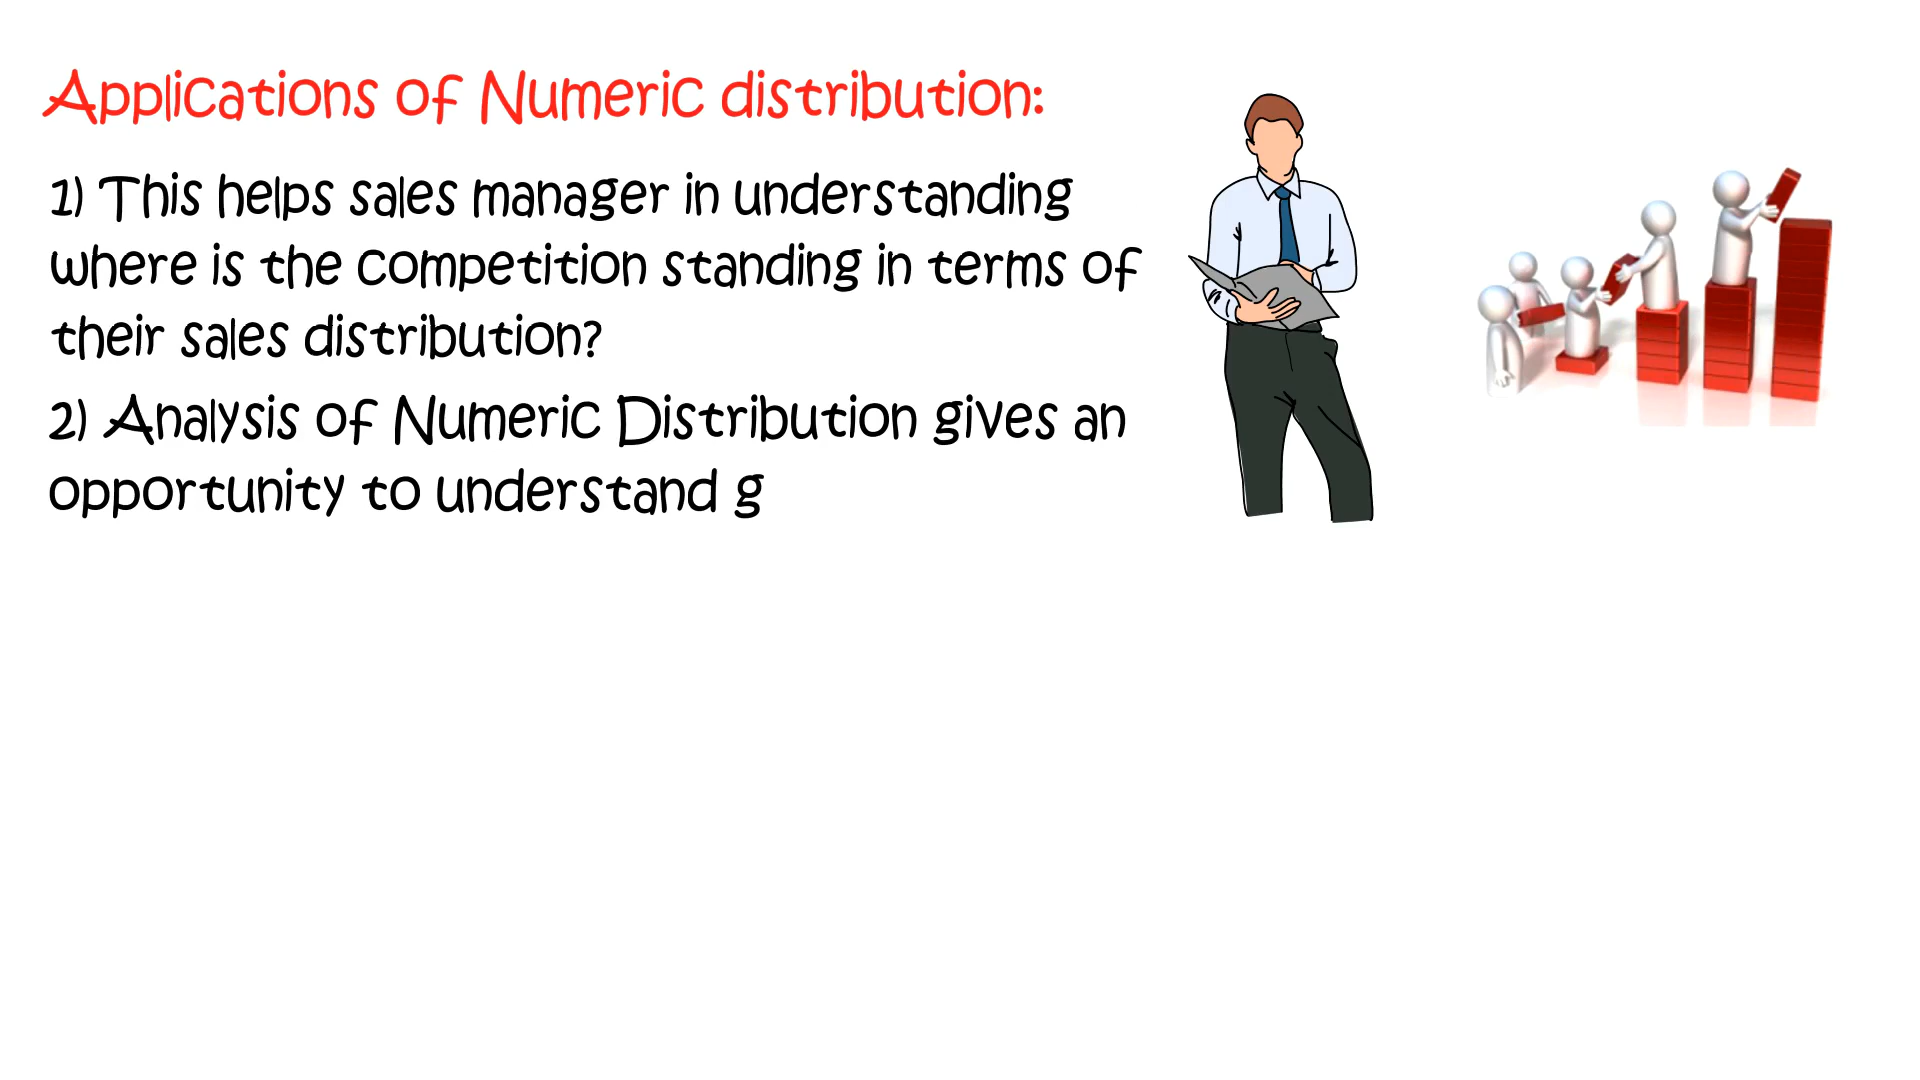 Applications of Numeric distribution:
1) This helps sales manager in understanding
where is the competition standing in terms of
their sales distribution?
2) Analysis of Numeric Distribution gives an
opportunity to understand g